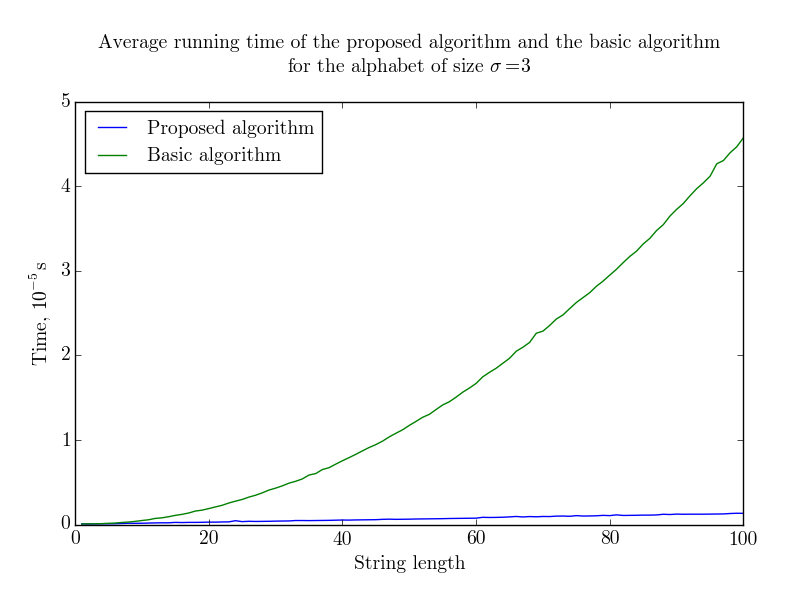 Average running time of the proposed algorithm and the basic algorithm
for the alphabet of size σ =3
5
Proposed algorithm
Basic algorithm
4
3
Time, 10⁻⁵ s
2
1
0
0 20 40 60 80 100
String length